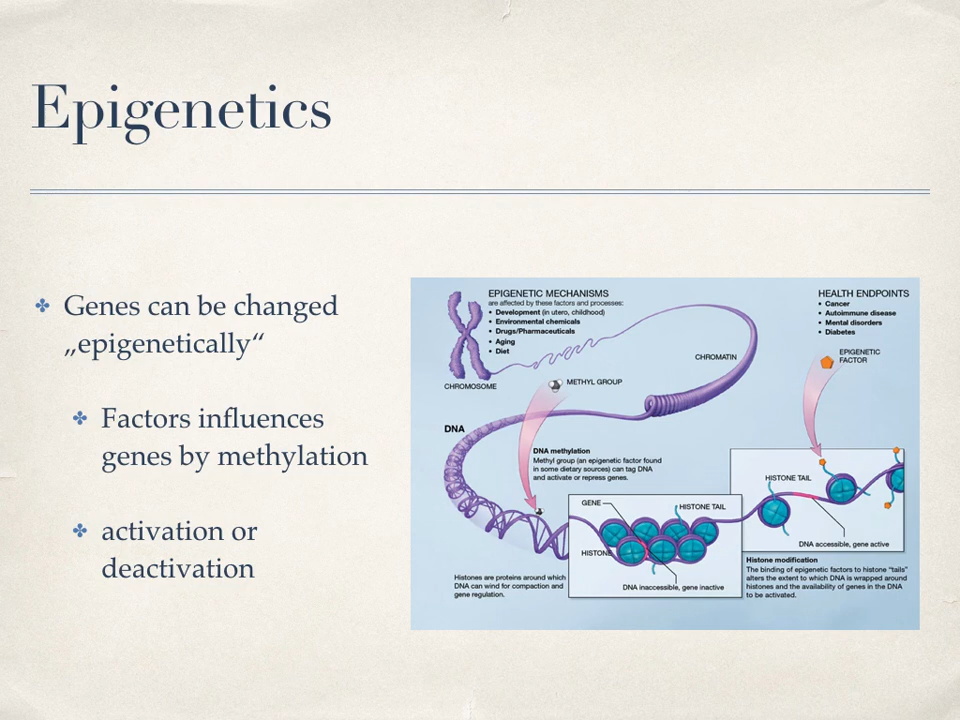 Epigenetics
Genes can be changed
„epigenetically“
Factors influences
genes by methylation
activation or
deactivation
EPIGENETIC MECHANISMS
are affected by these factors and processes:
• Development (in utero, childhood)
• Environmental chemicals
• Drugs/Pharmaceuticals
• Aging
• Diet
CHROMOSOME
METHYL GROUP
CHROMATIN
HEALTH ENDPOINTS
• Cancer
• Autoimmune disease
• Mental disorders
• Diabetes
EPIGENETIC
FACTOR
DNA
DNA methylation
Methyl group (an epigenetic factor found
in some dietary sources) can tag DNA
and activate or repress genes.
GENE
HISTONE TAIL
HISTONE
DNA inaccessible, gene inactive
HISTONE TAIL
DNA accessible, gene active
Histones are proteins around which
DNA can wind for compaction and
gene regulation.
Histone modification
The binding of epigenetic factors to histone “tails”
alters the extent to which DNA is wrapped around
histones and the availability of genes in the DNA
to be activated.